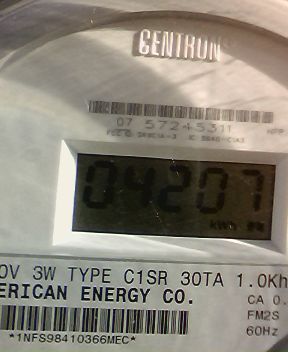 CENTRON
07 57245311
04207
kWh
0V 3W TYPE C1SR 30TA 1.0Kh
ERICAN ENERGY CO.
CA 0.
FM2S
60Hz
*1NFS98410366MEC*